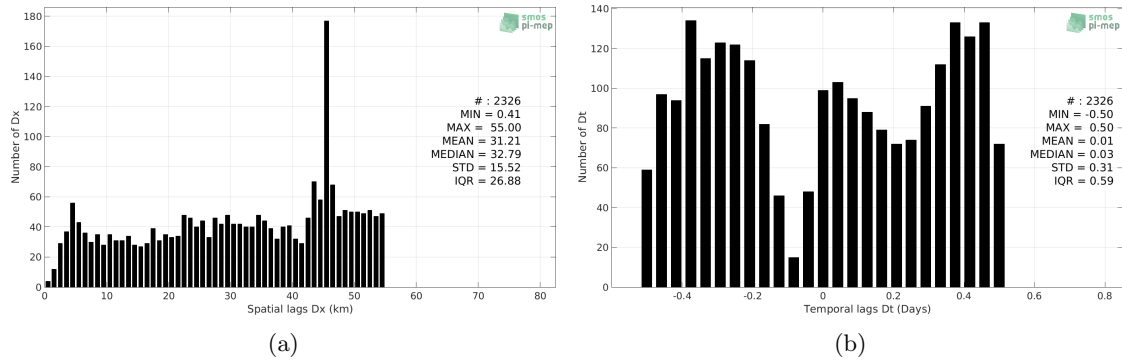 180
160
140
120
100
80
60
40
20
0
Number of Dx
smos
pi-mep
# : 2326
MIN = 0.41
MAX = 55.00
MEAN = 31.21
MEDIAN = 32.79
STD = 15.52
IQR = 26.88
0 10 20 30 40 50 60 70 80
Spatial lags Dx (km)
(a)
140
120
100
80
60
40
20
0
Number of Dt
smos
pi-mep
# : 2326
MIN = -0.50
MAX = 0.50
MEAN = 0.01
MEDIAN = 0.03
STD = 0.31
IQR = 0.59
-0.4 -0.2 0 0.2 0.4 0.6 0.8
Temporal lags Dt (Days)
(b)